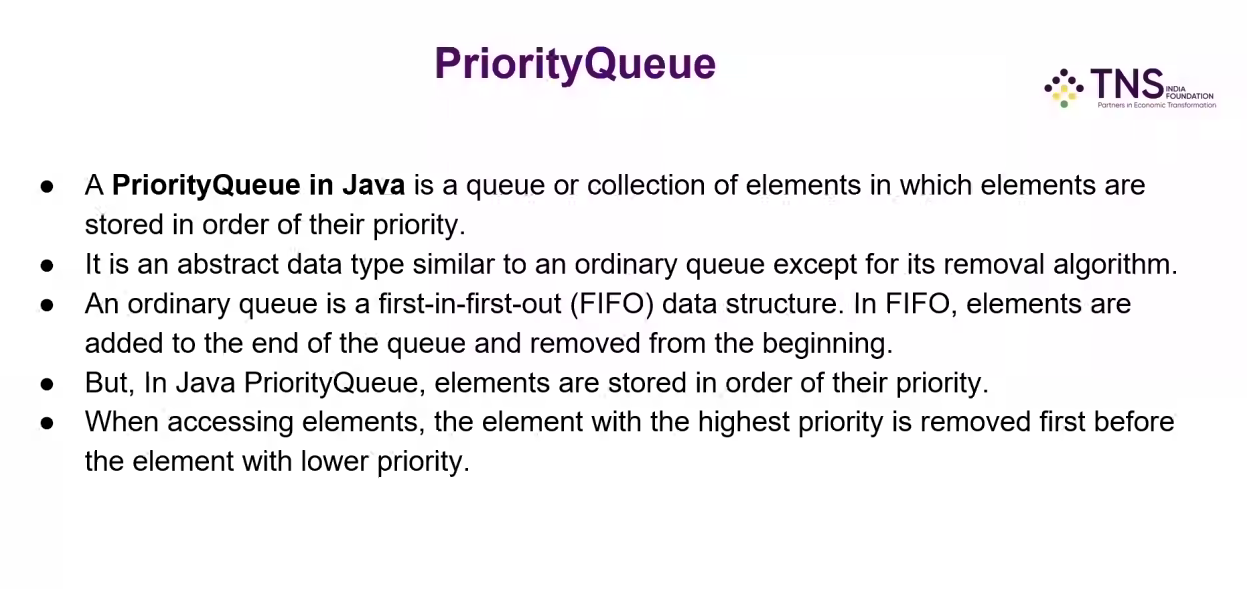 PriorityQueue
TNS INDIA FOUNDATION
Partners in Economic Transformation
● A PriorityQueue in Java is a queue or collection of elements in which elements are
stored in order of their priority.
● It is an abstract data type similar to an ordinary queue except for its removal algorithm.
● An ordinary queue is a first-in-first-out (FIFO) data structure. In FIFO, elements are
added to the end of the queue and removed from the beginning.
● But, In Java PriorityQueue, elements are stored in order of their priority.
● When accessing elements, the element with the highest priority is removed first before
the element with lower priority.